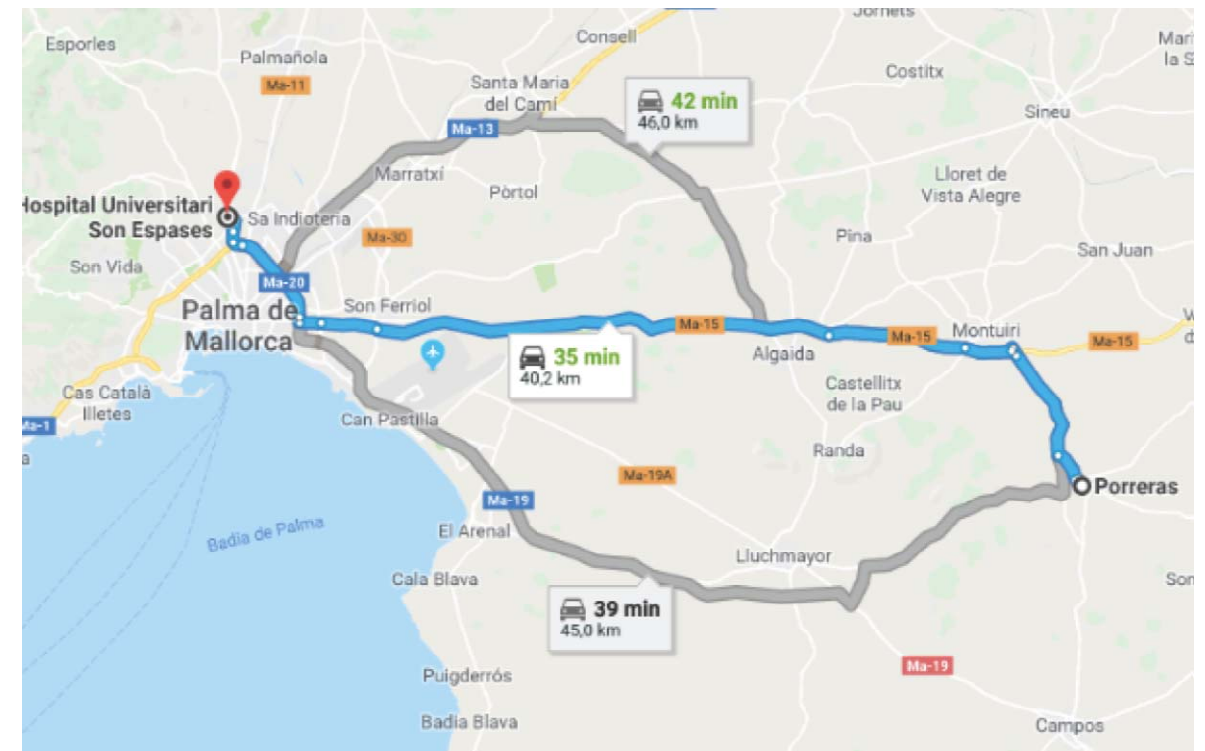 Jornets
Esporles
Consell
Palmañola
Ma-11
Santa Maria
del Camí
Costitx
42 min
46,0 km
Sineu
Ma-13
Marratxí
Pòrtol
Lloret de
Vista Alegre
Hospital Universitari
Son Espases
Sa Indioteria
Ma-30
Pina
San Juan
Son Vida
Ma-20
Palma de
Mallorca
Son Ferriol
Ma-15
Ma-15
Montuiri
Ma-15
35 min
40,2 km
Algaida
Cas Català
Illetes
Castellitx
de la Pau
Ma-1
Can Pastilla
Randa
Ma-19A
Porreras
Ma-19
Badia de Palma
El Arenal
Lluchmayor
Cala Blava
39 min
45,0 km
Ma-19
Puigderrós
Badia Blava
Campos